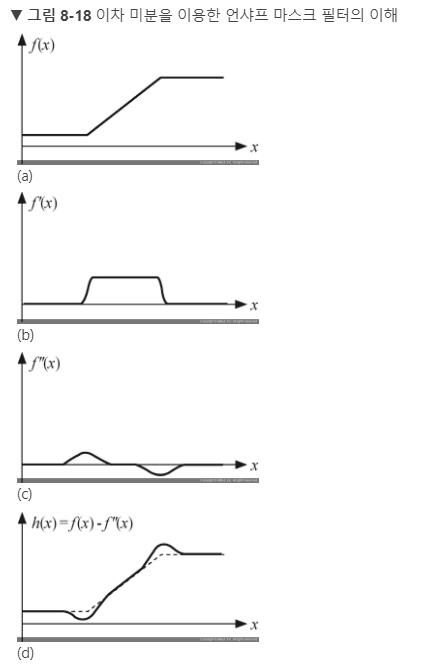 ▼ 그림 8-18 이차 미분을 이용한 언샤프 마스크 필터의 이해
f(x)
x
(a)
f'(x)
x
(b)
f"(x)
x
(c)
h(x)=f(x)-f"(x)
x
(d)